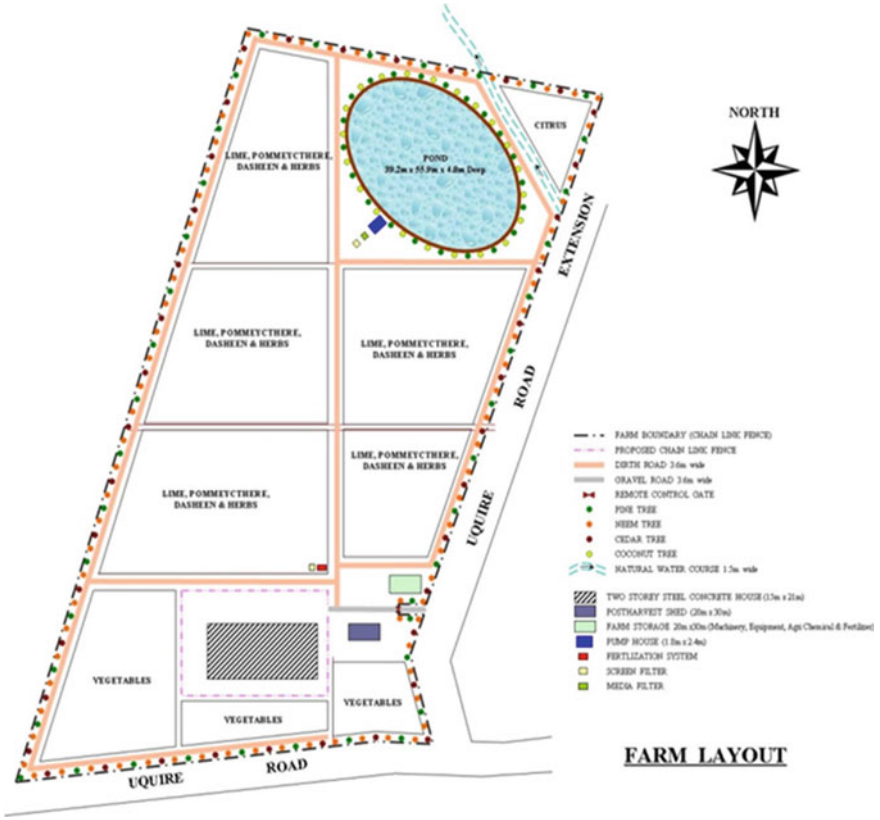 NORTH
CITRUS
POND
39.2m x 55.9m x 4.8m Deep
LIME, POMMEYCTHERE,
DASHEEN & HERBS
EXTENSION
LIME, POMMEYCTHERE,
DASHEEN & HERBS
LIME, POMMEYCTHERE,
DASHEEN & HERBS
ROAD
LIME, POMMEYCTHERE,
DASHEEN & HERBS
LIME, POMMEYCTHERE,
DASHEEN & HERBS
UQUIRE
FARM BOUNDARY (CHAIN LINK FENCE)
PROPOSED CHAIN LINK FENCE
DIRTH ROAD 3.6m wide
GRAVEL ROAD 3.6m wide
REMOTE CONTROL GATE
PINE TREE
NEEM TREE
CEDAR TREE
COCONUT TREE
NATURAL WATER COURSE 1.5m wide
TWO STOREY STEEL CONCRETE HOUSE (15m x 21m)
POSTHARVEST SHED (20m x 30m)
FARM STORAGE 20m x30m (Machinery, Equipment, Agri Chemical & Fertilizer)
PUMP HOUSE (1.8m x 2.4m)
FERTLIZATION SYSTEM
SCREEN FILTER
MEDIA FILTER
VEGETABLES
VEGETABLES
VEGETABLES
UQUIRE ROAD
FARM LAYOUT